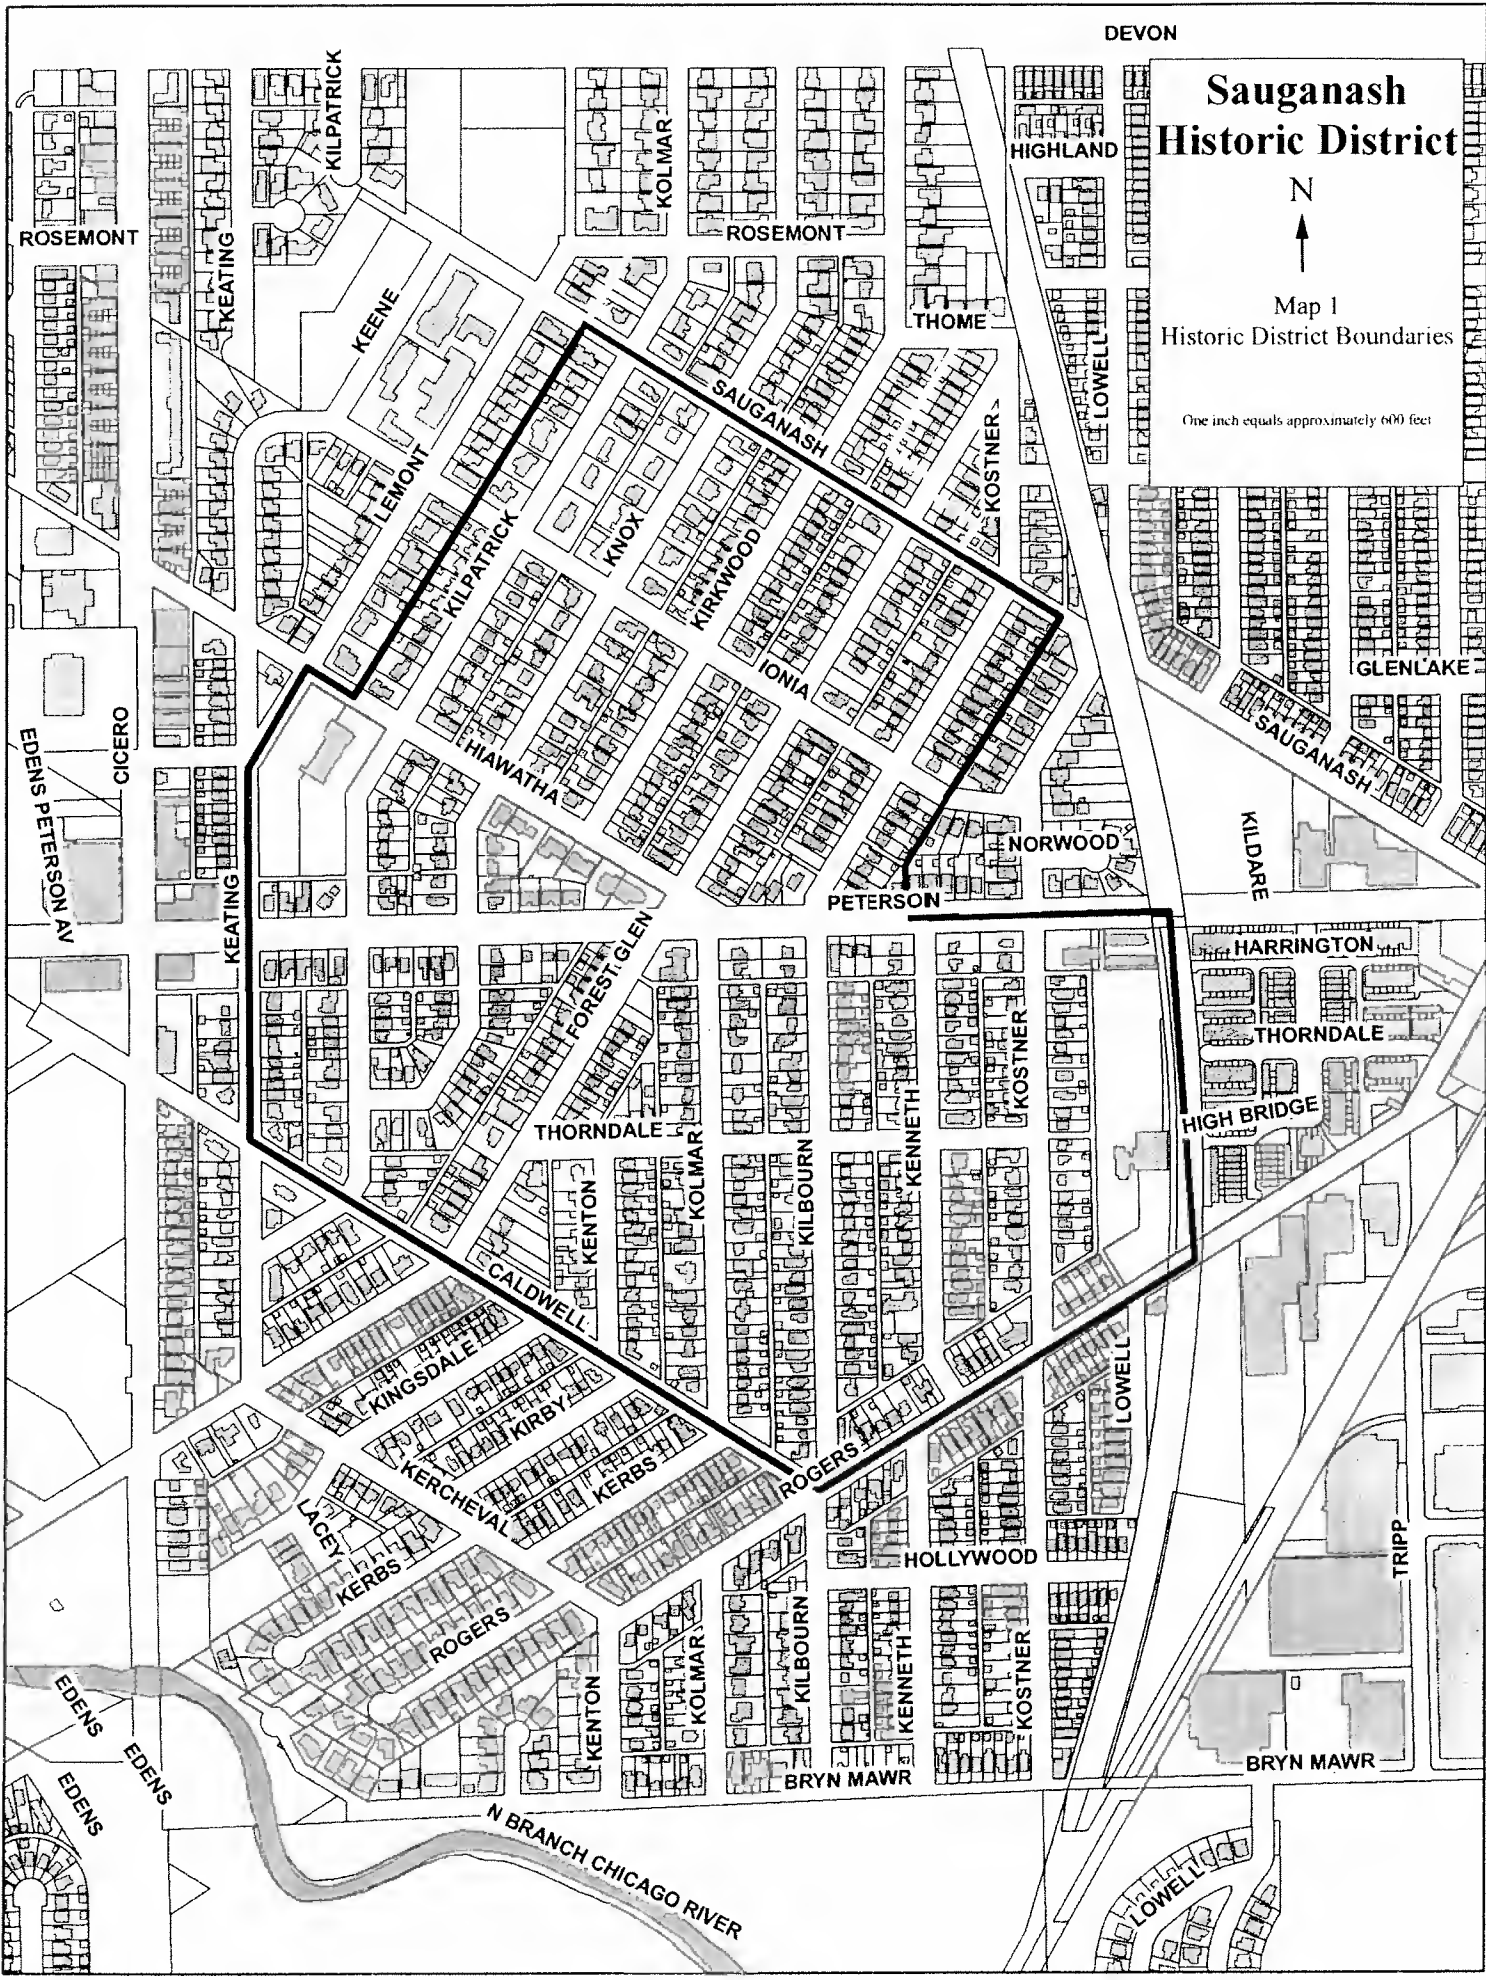 DEVON
Sauganash
Historic District
N
Map 1
Historic District Boundaries
One inch equals approximately 600 feet
KILPATRICK
KOLMAR
HIGHLAND
ROSEMONT
KEATING
ROSEMONT
KEENE
THOME
LOWELL
SAUGANASH
KOSTNER
LEMONT
KILPATRICK
KNOX
KIRKWOOD
IONIA
GLENLAKE
CICERO
EDENS PETERSON AV
HIAWATHA
SAUGANASH
NORWOOD
KILDARE
PETERSON
KEATING
FOREST GLEN
HARRINGTON
THORNDALE
KOSTNER
HIGH BRIDGE
THORNDALE
KENNETH
KOLMAR
KILBOURN
KENTON
CALDWELL
KINGSDALE
LOWELL
KIRBY
ROGERS
KERCHEVAL
KERBS
LACEY
KERBS
HOLLYWOOD
TRIPP
ROGERS
KENTON
KOLMAR
KILBOURN
KENNETH
KOSTNER
EDENS
EDENS
EDENS
BRYN MAWR
BRYN MAWR
N BRANCH CHICAGO RIVER
LOWELL